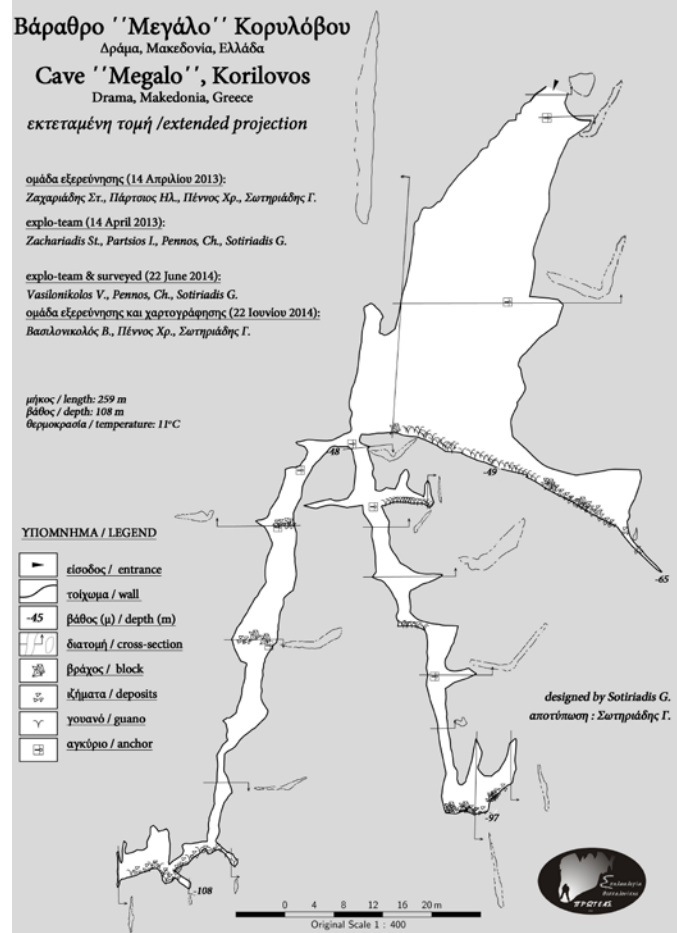 Βάραθρο ΄΄Μεγάλο΄΄ Κορυλόβου
Δράμα, Μακεδονία, Ελλάδα
Cave ΄΄Megalo΄΄, Korilovos
Drama, Makedonia, Greece
εκτεταμένη τομή /extended projection
ομάδα εξερεύνησης (14 Απριλίου 2013):
Ζαχαριάδης Στ., Πάρτσιος Ηλ., Πέννος Χρ., Σωτηριάδης Γ.
explo-team (14 April 2013):
Zachariadis St., Partsios I., Pennos, Ch., Sotiriadis G.
explo-team & surveyed (22 June 2014):
Vasilonikolos V., Pennos, Ch., Sotiriadis G.
ομάδα εξερεύνησης και χαρτογράφησης (22 Ιουνίου 2014):
Βασιλονικολός Β., Πέννος Χρ., Σωτηριάδης Γ.
μήκος / length: 259 m
βάθος / depth: 108 m
θερμοκρασία / temperature: 11°C
-48
-49
-65
ΥΠΟΜΝΗΜΑ / LEGEND
είσοδος / entrance
τοίχωμα / wall
-45 βάθος (μ) / depth (m)
διατομή / cross-section
βράχος / block
ιζήματα / deposits
γουανό / guano
αγκύριο / anchor
designed by Sotiriadis G.
αποτύπωση : Σωτηριάδης Γ.
-97
-108
0 4 8 12 16 20 m
Original Scale 1 : 400
ΠΡΩΤΕΑΣ